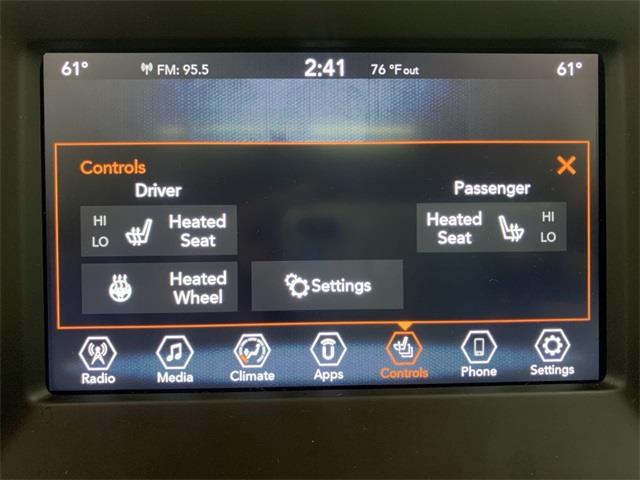 61° FM: 95.5 2:41 76 °F out 61°
Controls
Driver Passenger
HI Heated Heated HI
LO Seat Seat LO
Heated Settings
Wheel
Radio Media Climate Apps Controls Phone Settings